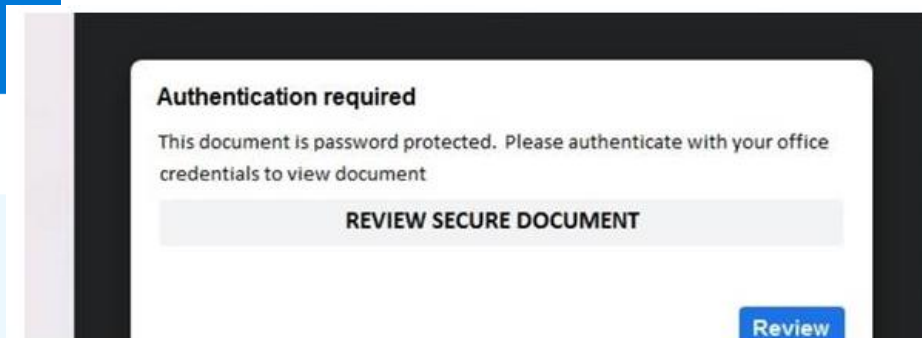 Authentication required
This document is password protected. Please authenticate with your office
credentials to view document
REVIEW SECURE DOCUMENT
Review